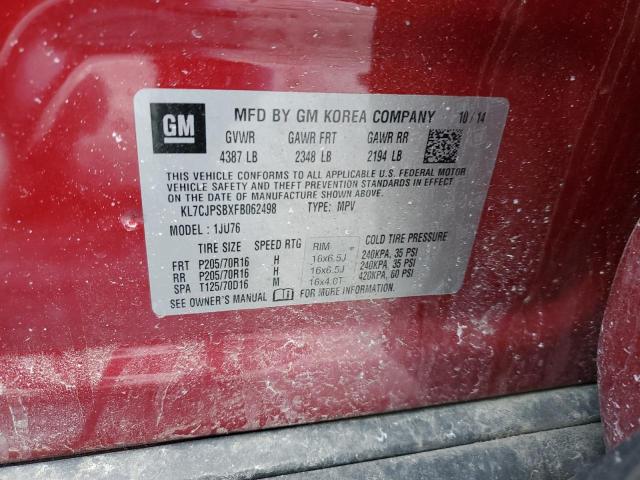 GM
MFD BY GM KOREA COMPANY 10/14
GVWR GAWR FRT GAWR RR
4387 LB 2348 LB 2194 LB
THIS VEHICLE CONFORMS TO ALL APPLICABLE U.S. FEDERAL MOTOR
VEHICLE SAFETY AND THEFT PREVENTION STANDARDS IN EFFECT
ON THE DATE OF MANUFACTURE SHOWN ABOVE.
KL7CJPSBXFB062498 TYPE: MPV
MODEL: 1JU76
TIRE SIZE SPEED RTG RIM COLD TIRE PRESSURE
FRT P205/70R16 H 16x6.5J 240KPA, 35 PSI
RR P205/70R16 H 16x6.5J 240KPA, 35 PSI
SPA T125/70D16 M 16x4.0T 420KPA, 60 PSI
SEE OWNER'S MANUAL FOR MORE INFORMATION.